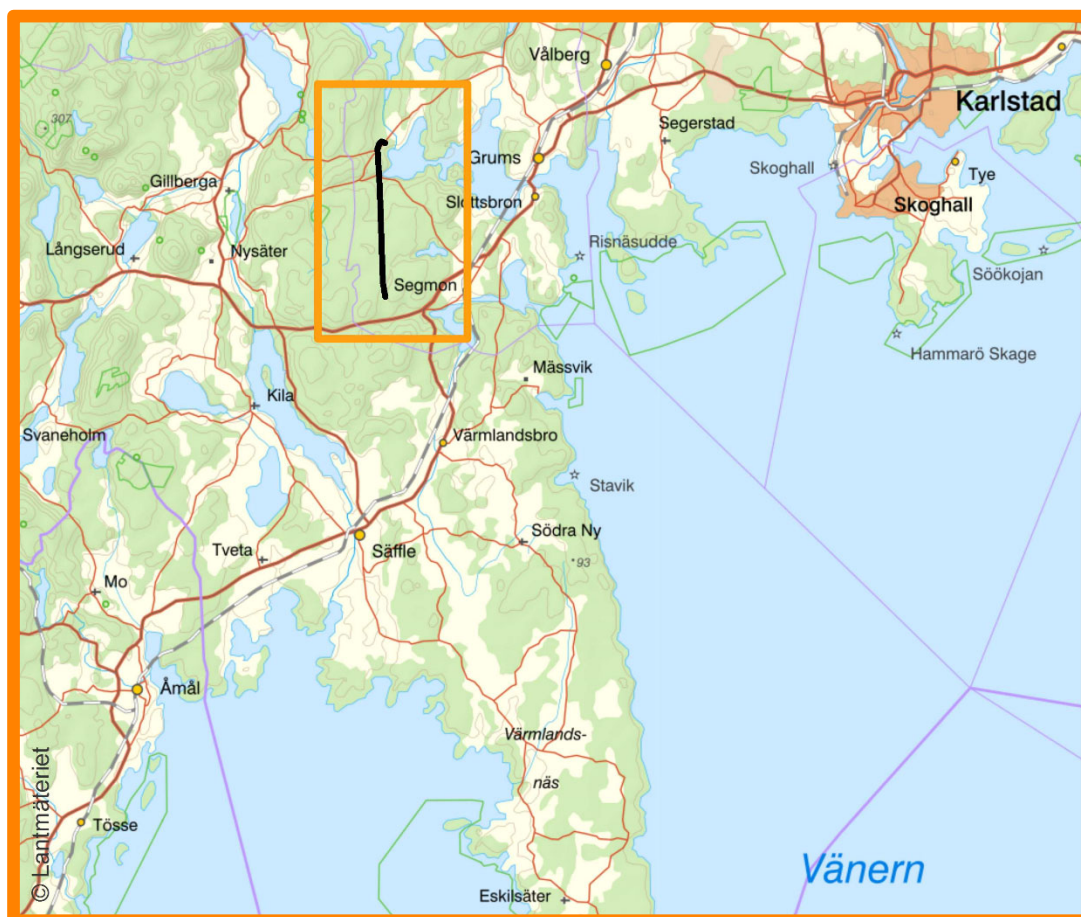 Vålberg
Karlstad
307
Segerstad
Grums
Skoghall
Gillberga
Tye
Slottsbron
Skoghall
Långserud
Nysäter
Risnäsudde
Söökojan
Segmon
Hammarö Skage
Mässvik
Kila
Svaneholm
Värmlandsbro
Stavik
Södra Ny
Tveta
Säffle
93
Mo
Åmål
Värmlands-
näs
© Lantmäteriet
Tösse
Vänern
Eskilsäter